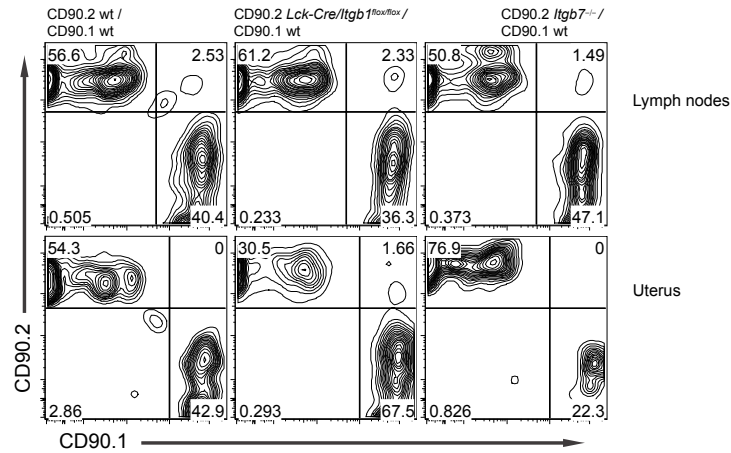 CD90.2 wt /
CD90.1 wt
CD90.2 Lck-Cre/Itgb1flox/flox /
CD90.1 wt
CD90.2 Itgb7-/- /
CD90.1 wt
56.6 2.53
61.2 2.33
50.8 1.49
Lymph nodes
0.505 40.4
0.233 36.3
0.373 47.1
54.3 0
30.5 1.66
76.9 0
Uterus
2.86 42.9
0.293 67.5
0.826 22.3
CD90.2
CD90.1